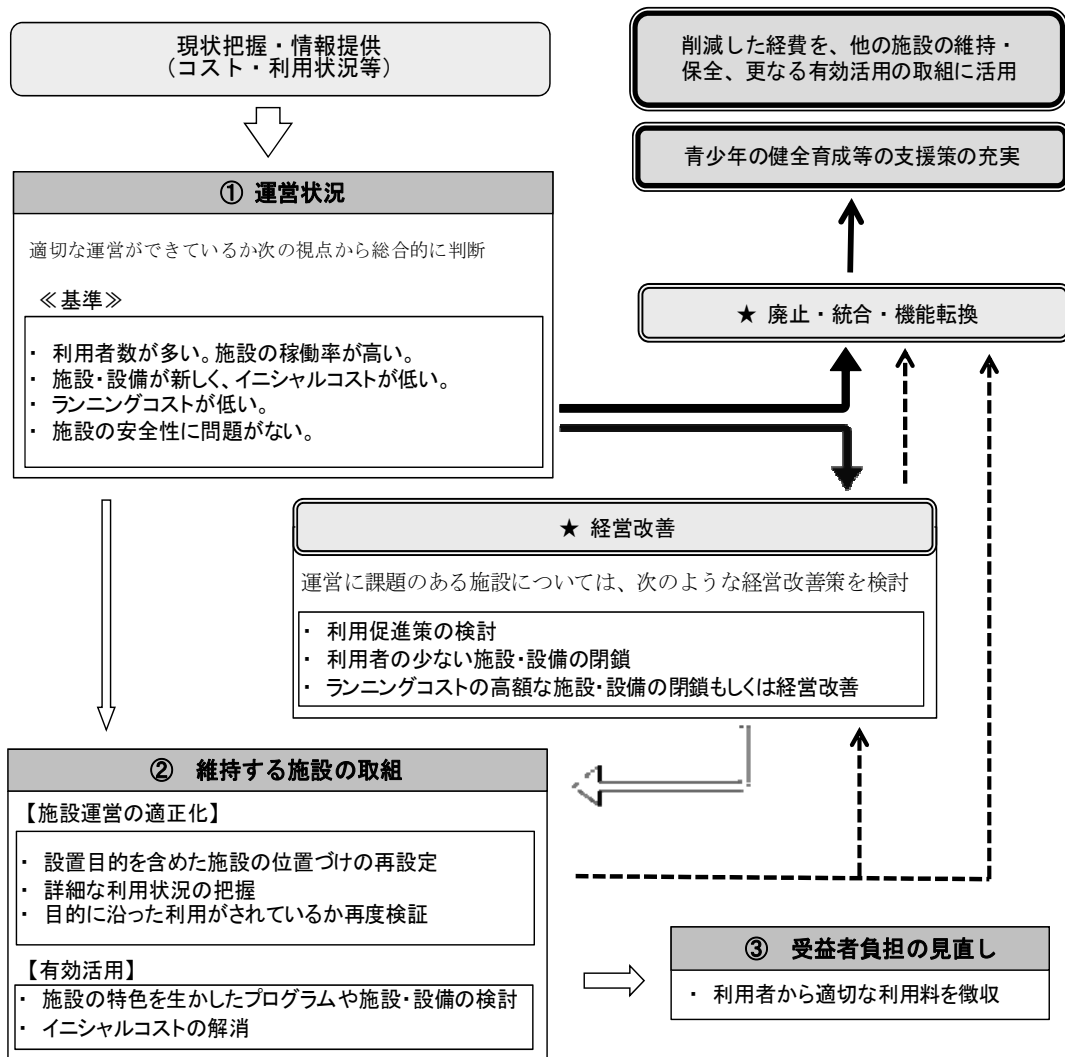 現状把握・情報提供
（コスト・利用状況等）
① 運営状況
適切な運営ができているか次の視点から総合的に判断
≪基準≫
・ 利用者数が多い。施設の稼働率が高い。
・ 施設・設備が新しく、イニシャルコストが低い。
・ ランニングコストが低い。
・ 施設の安全性に問題がない。
削減した経費を、他の施設の維持・
保全、更なる有効活用の取組に活用
青少年の健全育成等の支援策の充実
★ 廃止・統合・機能転換
★ 経営改善
運営に課題のある施設については、次のような経営改善策を検討
・ 利用促進策の検討
・ 利用者の少ない施設・設備の閉鎖
・ ランニングコストの高額な施設・設備の閉鎖もしくは経営改善
② 維持する施設の取組
【施設運営の適正化】
・ 設置目的を含めた施設の位置づけの再設定
・ 詳細な利用状況の把握
・ 目的に沿った利用がされているか再度検証
【有効活用】
・ 施設の特色を生かしたプログラムや施設・設備の検討
・ イニシャルコストの解消
③ 受益者負担の見直し
・ 利用者から適切な利用料を徴収